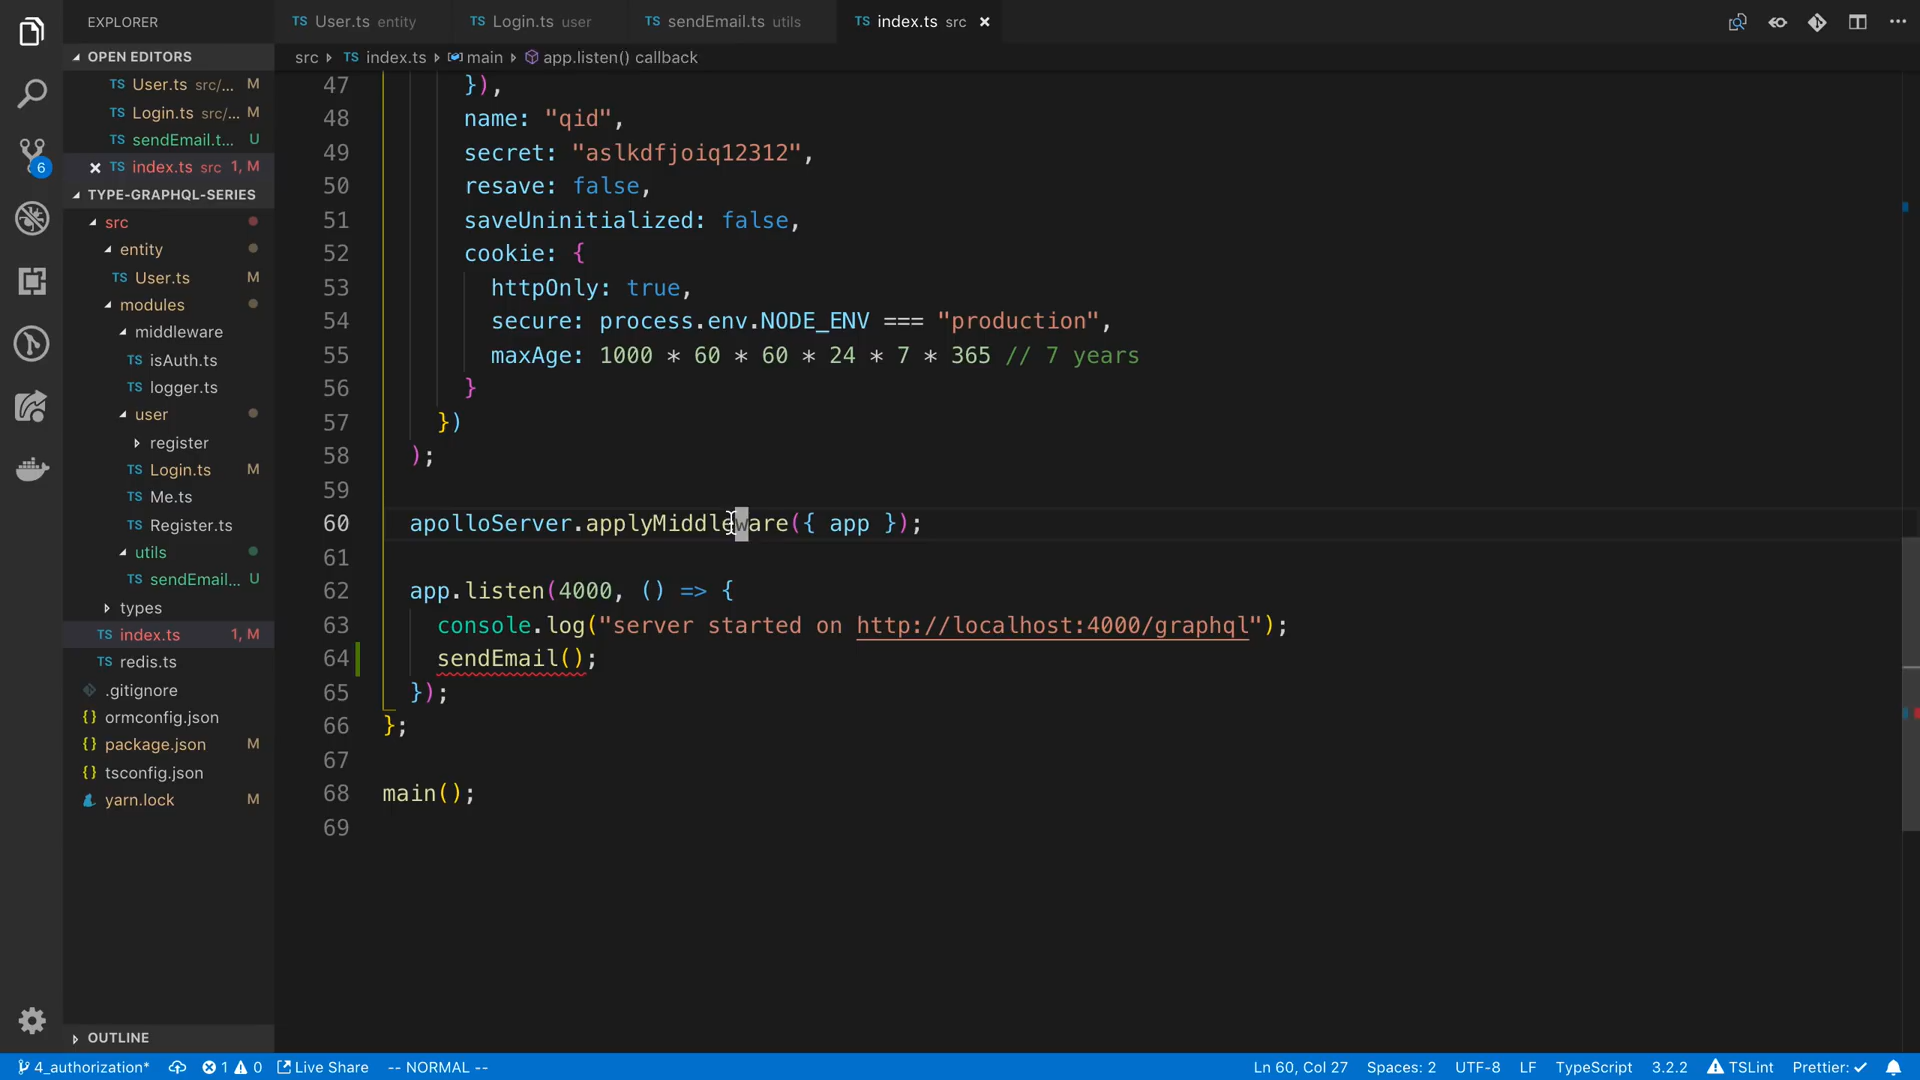 EXPLORER
OPEN EDITORS
TS User.ts src/... M
TS Login.ts src/... M
TS sendEmail.t... U
TS index.ts src 1, M
TYPE-GRAPHQL-SERIES
src
entity
TS User.ts M
modules
middleware
TS isAuth.ts
TS logger.ts
user
register
TS Login.ts M
TS Me.ts
TS Register.ts
utils
TS sendEmail... U
types
TS index.ts 1, M
TS redis.ts
.gitignore
{} ormconfig.json
{} package.json M
{} tsconfig.json
yarn.lock M
OUTLINE
6
TS User.ts entity
TS Login.ts user
TS sendEmail.ts utils
TS index.ts src
src TS index.ts main app.listen() callback
47 }),
48 name: "qid",
49 secret: "aslkdfjoiq12312",
50 resave: false,
51 saveUninitialized: false,
52 cookie: {
53 httpOnly: true,
54 secure: process.env.NODE_ENV === "production",
55 maxAge: 1000 * 60 * 60 * 24 * 7 * 365 // 7 years
56 }
57 })
58 );
59
60 apolloServer.applyMiddleware({ app });
61
62 app.listen(4000, () => {
63 console.log("server started on http://localhost:4000/graphql");
64 sendEmail();
65 });
66 };
67
68 main();
69
4_authorization* 1 0 Live Share -- NORMAL -- Ln 60, Col 27 Spaces: 2 UTF-8 LF TypeScript 3.2.2 TSLint Prettier: ✓